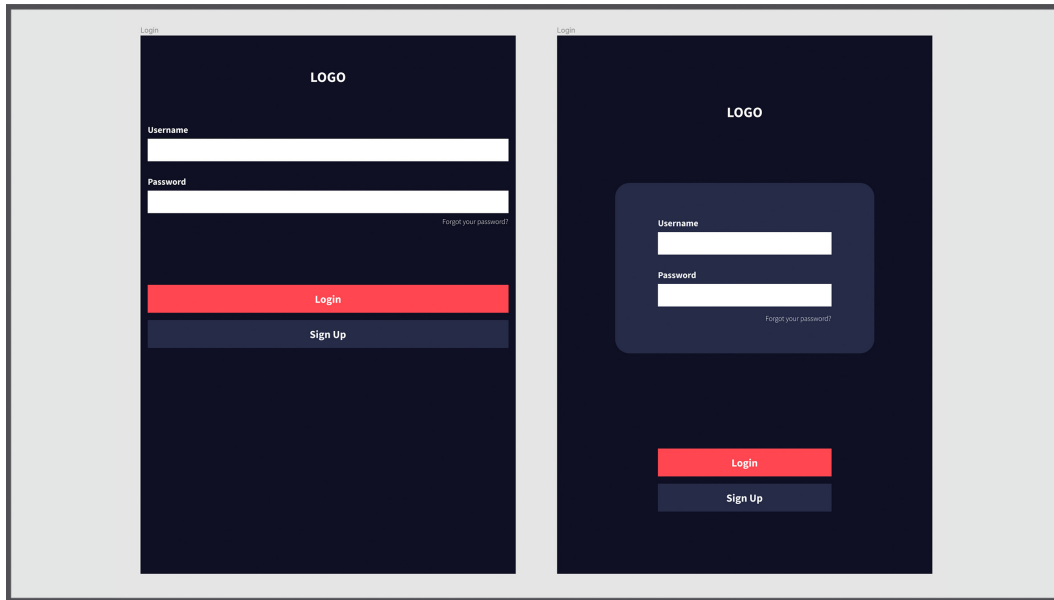 Login
LOGO
Username
Password
Forgot your password?
Login
Sign Up
Login
LOGO
Username
Password
Forgot your password?
Login
Sign Up